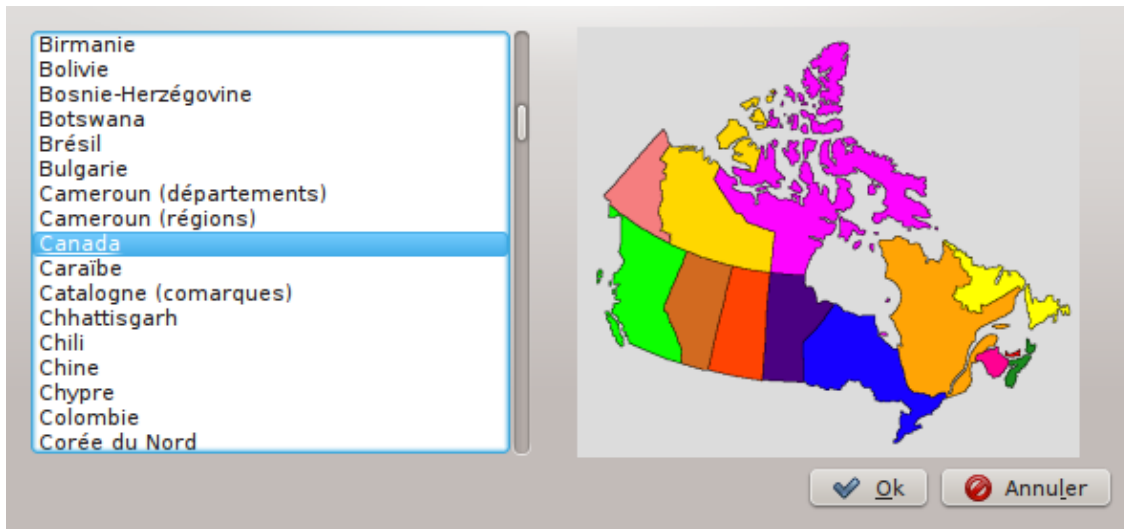 Birmanie
Bolivie
Bosnie-Herzégovine
Botswana
Brésil
Bulgarie
Cameroun (départements)
Cameroun (régions)
Canada
Caraïbe
Catalogne (comarques)
Chhattisgarh
Chili
Chine
Chypre
Colombie
Corée du Nord
Ok Annuler